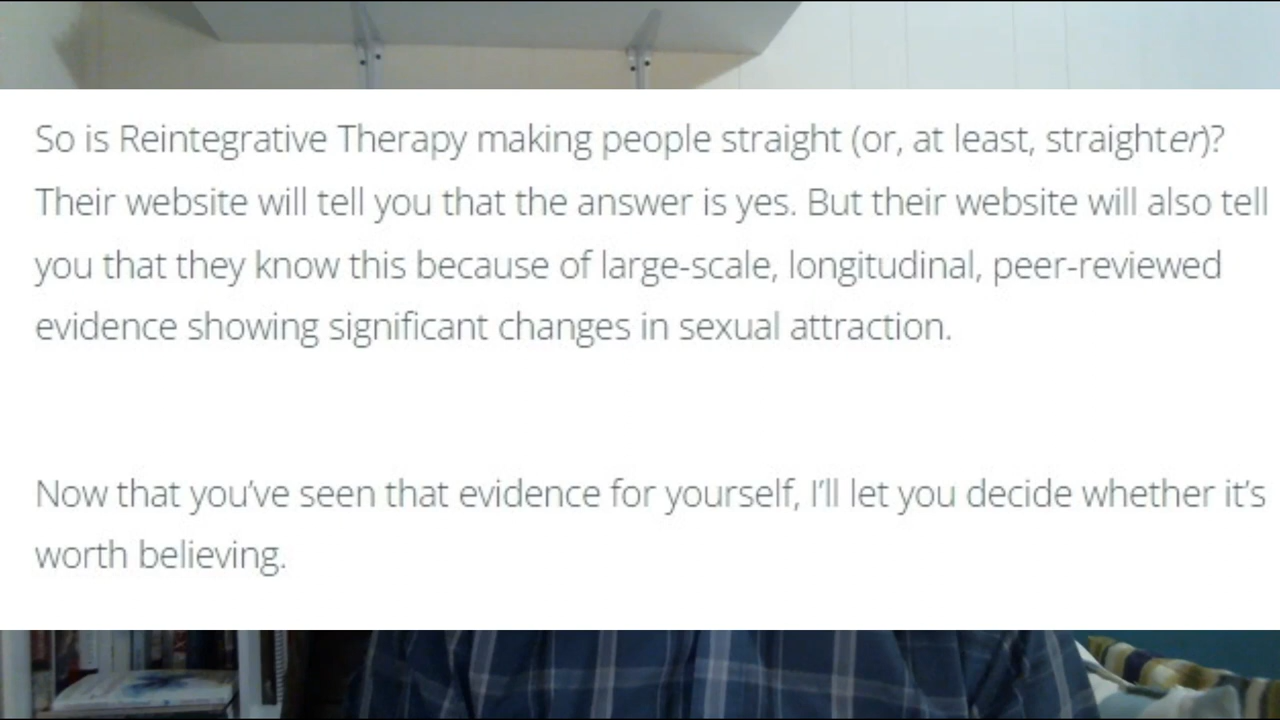 So is Reintegrative Therapy making people straight (or, at least, straighter)?
Their website will tell you that the answer is yes. But their website will also tell
you that they know this because of large-scale, longitudinal, peer-reviewed
evidence showing significant changes in sexual attraction.
Now that you’ve seen that evidence for yourself, I’ll let you decide whether it’s
worth believing.